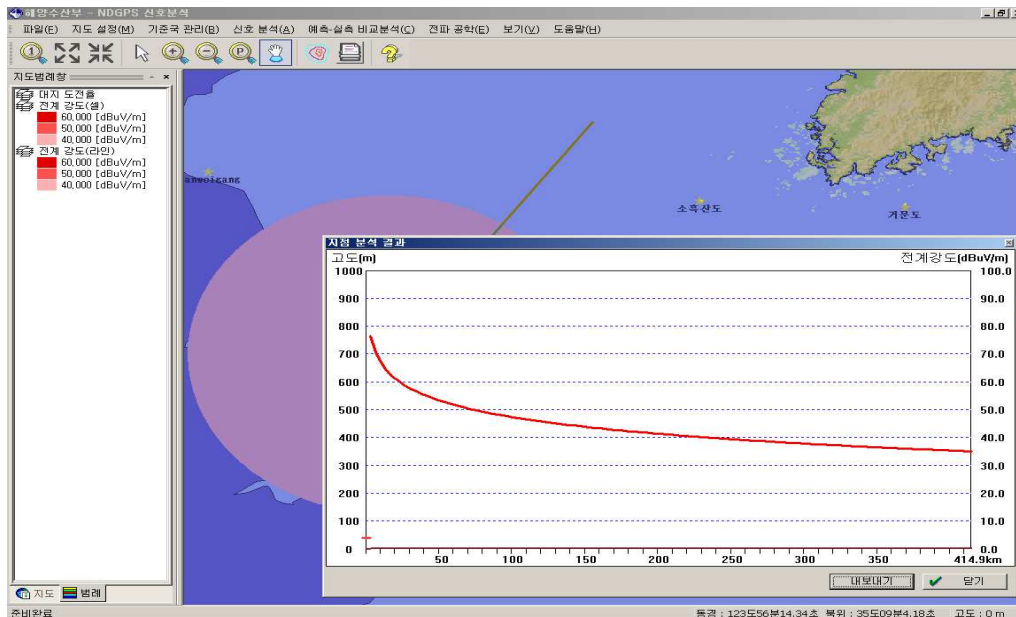 해양수산부 - NDGPS 신호분석
파일(F) 지도 설정(M) 기준국 관리(B) 신호 분석(A) 예측-실측 비교분석(C) 전파 공학(E) 보기(V) 도움말(H)
지도범례창
대지 도전율
전계 강도(셀)
60,000 [dBuV/m]
50,000 [dBuV/m]
40,000 [dBuV/m]
전계 강도(라인)
60,000 [dBuV/m]
50,000 [dBuV/m]
40,000 [dBuV/m]
소흑산도
거문도
지점 분석 결과
고도(m) 전계강도(dBuV/m)
1000 100.0
900 90.0
800 80.0
700 70.0
600 60.0
500 50.0
400 40.0
300 30.0
200 20.0
100 10.0
0 0.0
50 100 150 200 250 300 350 414.9km
내보내기 닫기
지도 범례
준비완료 동경 : 123도56분14.34초 북위 : 35도09분4.18초 고도 : 0 m